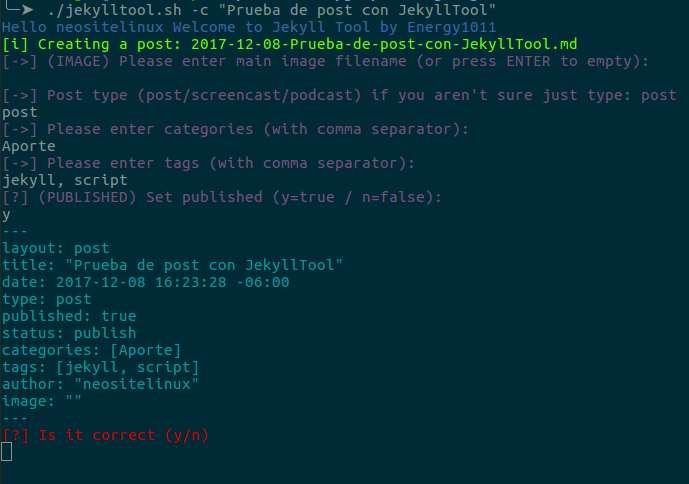 ╰─➤ ./jekylltool.sh -c "Prueba de post con JekyllTool"
Hello neositelinux Welcome to Jekyll Tool by Energy1011
[i] Creating a post: 2017-12-08-Prueba-de-post-con-JekyllTool.md
[->] (IMAGE) Please enter main image filename (or press ENTER to empty):
[->] Post type (post/screencast/podcast) if you aren't sure just type: post
post
[->] Please enter categories (with comma separator):
Aporte
[->] Please enter tags (with comma separator):
jekyll, script
[?] (PUBLISHED) Set published (y=true / n=false):
y
---
layout: post
title: "Prueba de post con JekyllTool"
date: 2017-12-08 16:23:28 -06:00
type: post
published: true
status: publish
categories: [Aporte]
tags: [jekyll, script]
author: "neositelinux"
image: ""
---
[?] Is it correct (y/n)